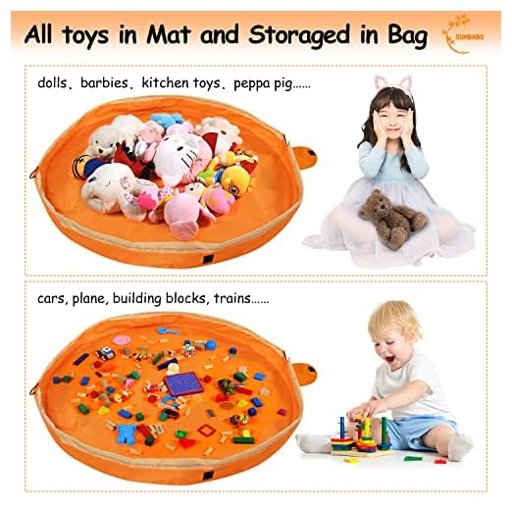 All toys in Mat and Storaged in Bag
SUMBABO
dolls、barbies、kitchen toys、peppa pig......
cars, plane, building blocks, trains......